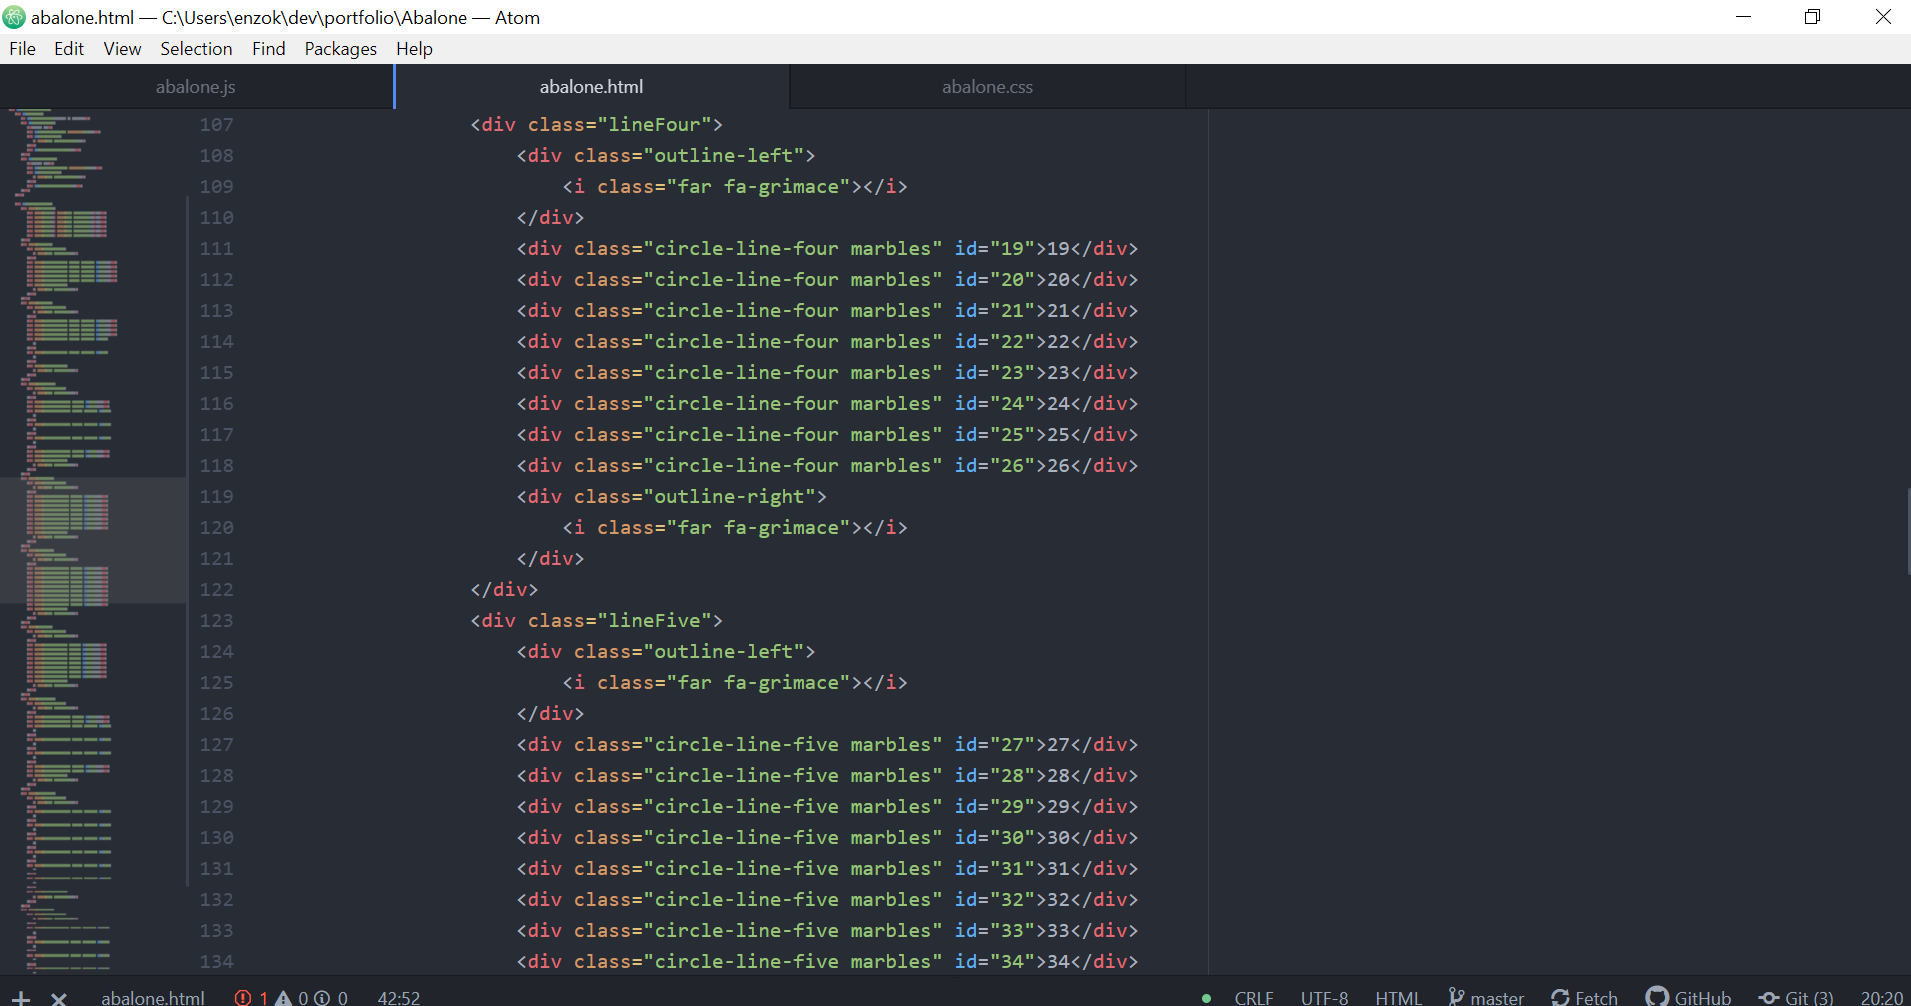 abalone.html — C:\Users\enzok\dev\portfolio\Abalone — Atom
File Edit View Selection Find Packages Help
abalone.js abalone.html abalone.css
107 <div class="lineFour">
108 <div class="outline-left">
109 <i class="far fa-grimace"></i>
110 </div>
111 <div class="circle-line-four marbles" id="19">19</div>
112 <div class="circle-line-four marbles" id="20">20</div>
113 <div class="circle-line-four marbles" id="21">21</div>
114 <div class="circle-line-four marbles" id="22">22</div>
115 <div class="circle-line-four marbles" id="23">23</div>
116 <div class="circle-line-four marbles" id="24">24</div>
117 <div class="circle-line-four marbles" id="25">25</div>
118 <div class="circle-line-four marbles" id="26">26</div>
119 <div class="outline-right">
120 <i class="far fa-grimace"></i>
121 </div>
122 </div>
123 <div class="lineFive">
124 <div class="outline-left">
125 <i class="far fa-grimace"></i>
126 </div>
127 <div class="circle-line-five marbles" id="27">27</div>
128 <div class="circle-line-five marbles" id="28">28</div>
129 <div class="circle-line-five marbles" id="29">29</div>
130 <div class="circle-line-five marbles" id="30">30</div>
131 <div class="circle-line-five marbles" id="31">31</div>
132 <div class="circle-line-five marbles" id="32">32</div>
133 <div class="circle-line-five marbles" id="33">33</div>
134 <div class="circle-line-five marbles" id="34">34</div>
abalone.html 1 0 0 42:52 CRLF UTF-8 HTML master Fetch GitHub Git (3) 20:20